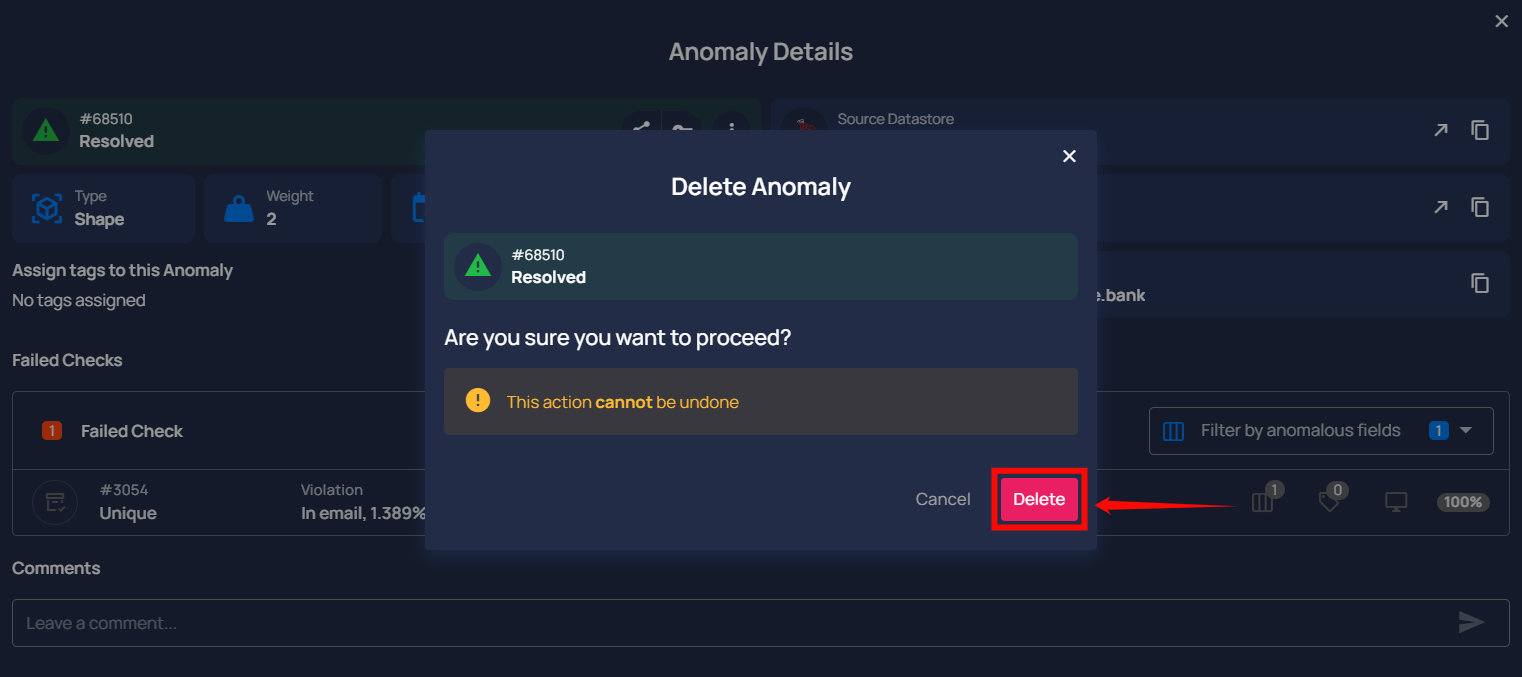 Anomaly Details
#68510
Resolved
Source Datastore
Type
Shape
Weight
2
Assign tags to this Anomaly
No tags assigned
.bank
Delete Anomaly
#68510
Resolved
Are you sure you want to proceed?
This action cannot be undone
Cancel
Delete
Failed Checks
1
Failed Check
Filter by anomalous fields
1
#3054
Unique
Violation
In email, 1.389%
1
0
100%
Comments
Leave a comment...